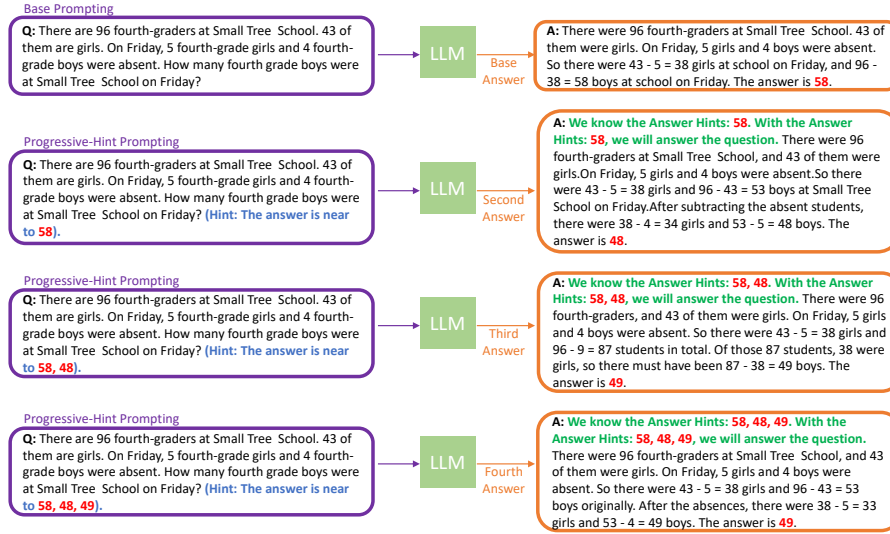 Base Prompting
Q: There are 96 fourth-graders at Small Tree School. 43
of them are girls. On Friday, 5 fourth-grade girls and 4 fourth-
grade boys were absent. How many fourth grade boys were
at Small Tree School on Friday?
LLM
Base
Answer
A: There were 96 fourth-graders at Small Tree School. 43 of
them were girls. On Friday, 5 girls and 4 boys were absent.
So there were 43 - 5 = 38 girls at school on Friday, and 96 -
38 = 58 boys at school on Friday. The answer is 58.
Progressive-Hint Prompting
Q: There are 96 fourth-graders at Small Tree School. 43 of
them are girls. On Friday, 5 fourth-grade girls and 4 fourth-
grade boys were absent. How many fourth grade boys were
at Small Tree School on Friday? (Hint: The answer is near
to 58).
LLM
Second
Answer
A: We know the Answer Hints: 58. With the Answer
Hints: 58, we will answer the question. There were 96
fourth-graders at Small Tree School, and 43 of them were
girls.On Friday, 5 girls and 4 boys were absent.So there
were 43 - 5 = 38 girls and 96 - 43 = 53 boys at Small Tree
School on Friday.After subtracting the absent students,
there were 38 - 4 = 34 girls and 53 - 5 = 48 boys. The
answer is 48.
Progressive-Hint Prompting
Q: There are 96 fourth-graders at Small Tree School. 43 of
them are girls. On Friday, 5 fourth-grade girls and 4 fourth-
grade boys were absent. How many fourth grade boys were
at Small Tree School on Friday? (Hint: The answer is near
to 58, 48).
LLM
Third
Answer
A: We know the Answer Hints: 58, 48. With the Answer
Hints: 58, 48, we will answer the question. There were 96
fourth-graders, and 43 of them were girls. On Friday, 5 girls
and 4 boys were absent. So there were 43 - 5 = 38 girls and
96 - 9 = 87 students in total. Of those 87 students, 38 were
girls, so there must have been 87 - 38 = 49 boys. The
answer is 49.
Progressive-Hint Prompting
Q: There are 96 fourth-graders at Small Tree School. 43 of
them are girls. On Friday, 5 fourth-grade girls and 4 fourth-
grade boys were absent. How many fourth grade boys were
at Small Tree School on Friday? (Hint: The answer is near
to 58, 48, 49).
LLM
Fourth
Answer
A: We know the Answer Hints: 58, 48, 49. With the
Answer Hints: 58, 48, 49, we will answer the question.
There were 96 fourth-graders at Small Tree School, and 43
of them were girls. On Friday, 5 girls and 4 boys were
absent. So there were 43 - 5 = 38 girls and 96 - 43 = 53
boys originally. After the absences, there were 38 - 5 = 33
girls and 53 - 4 = 49 boys. The answer is 49.